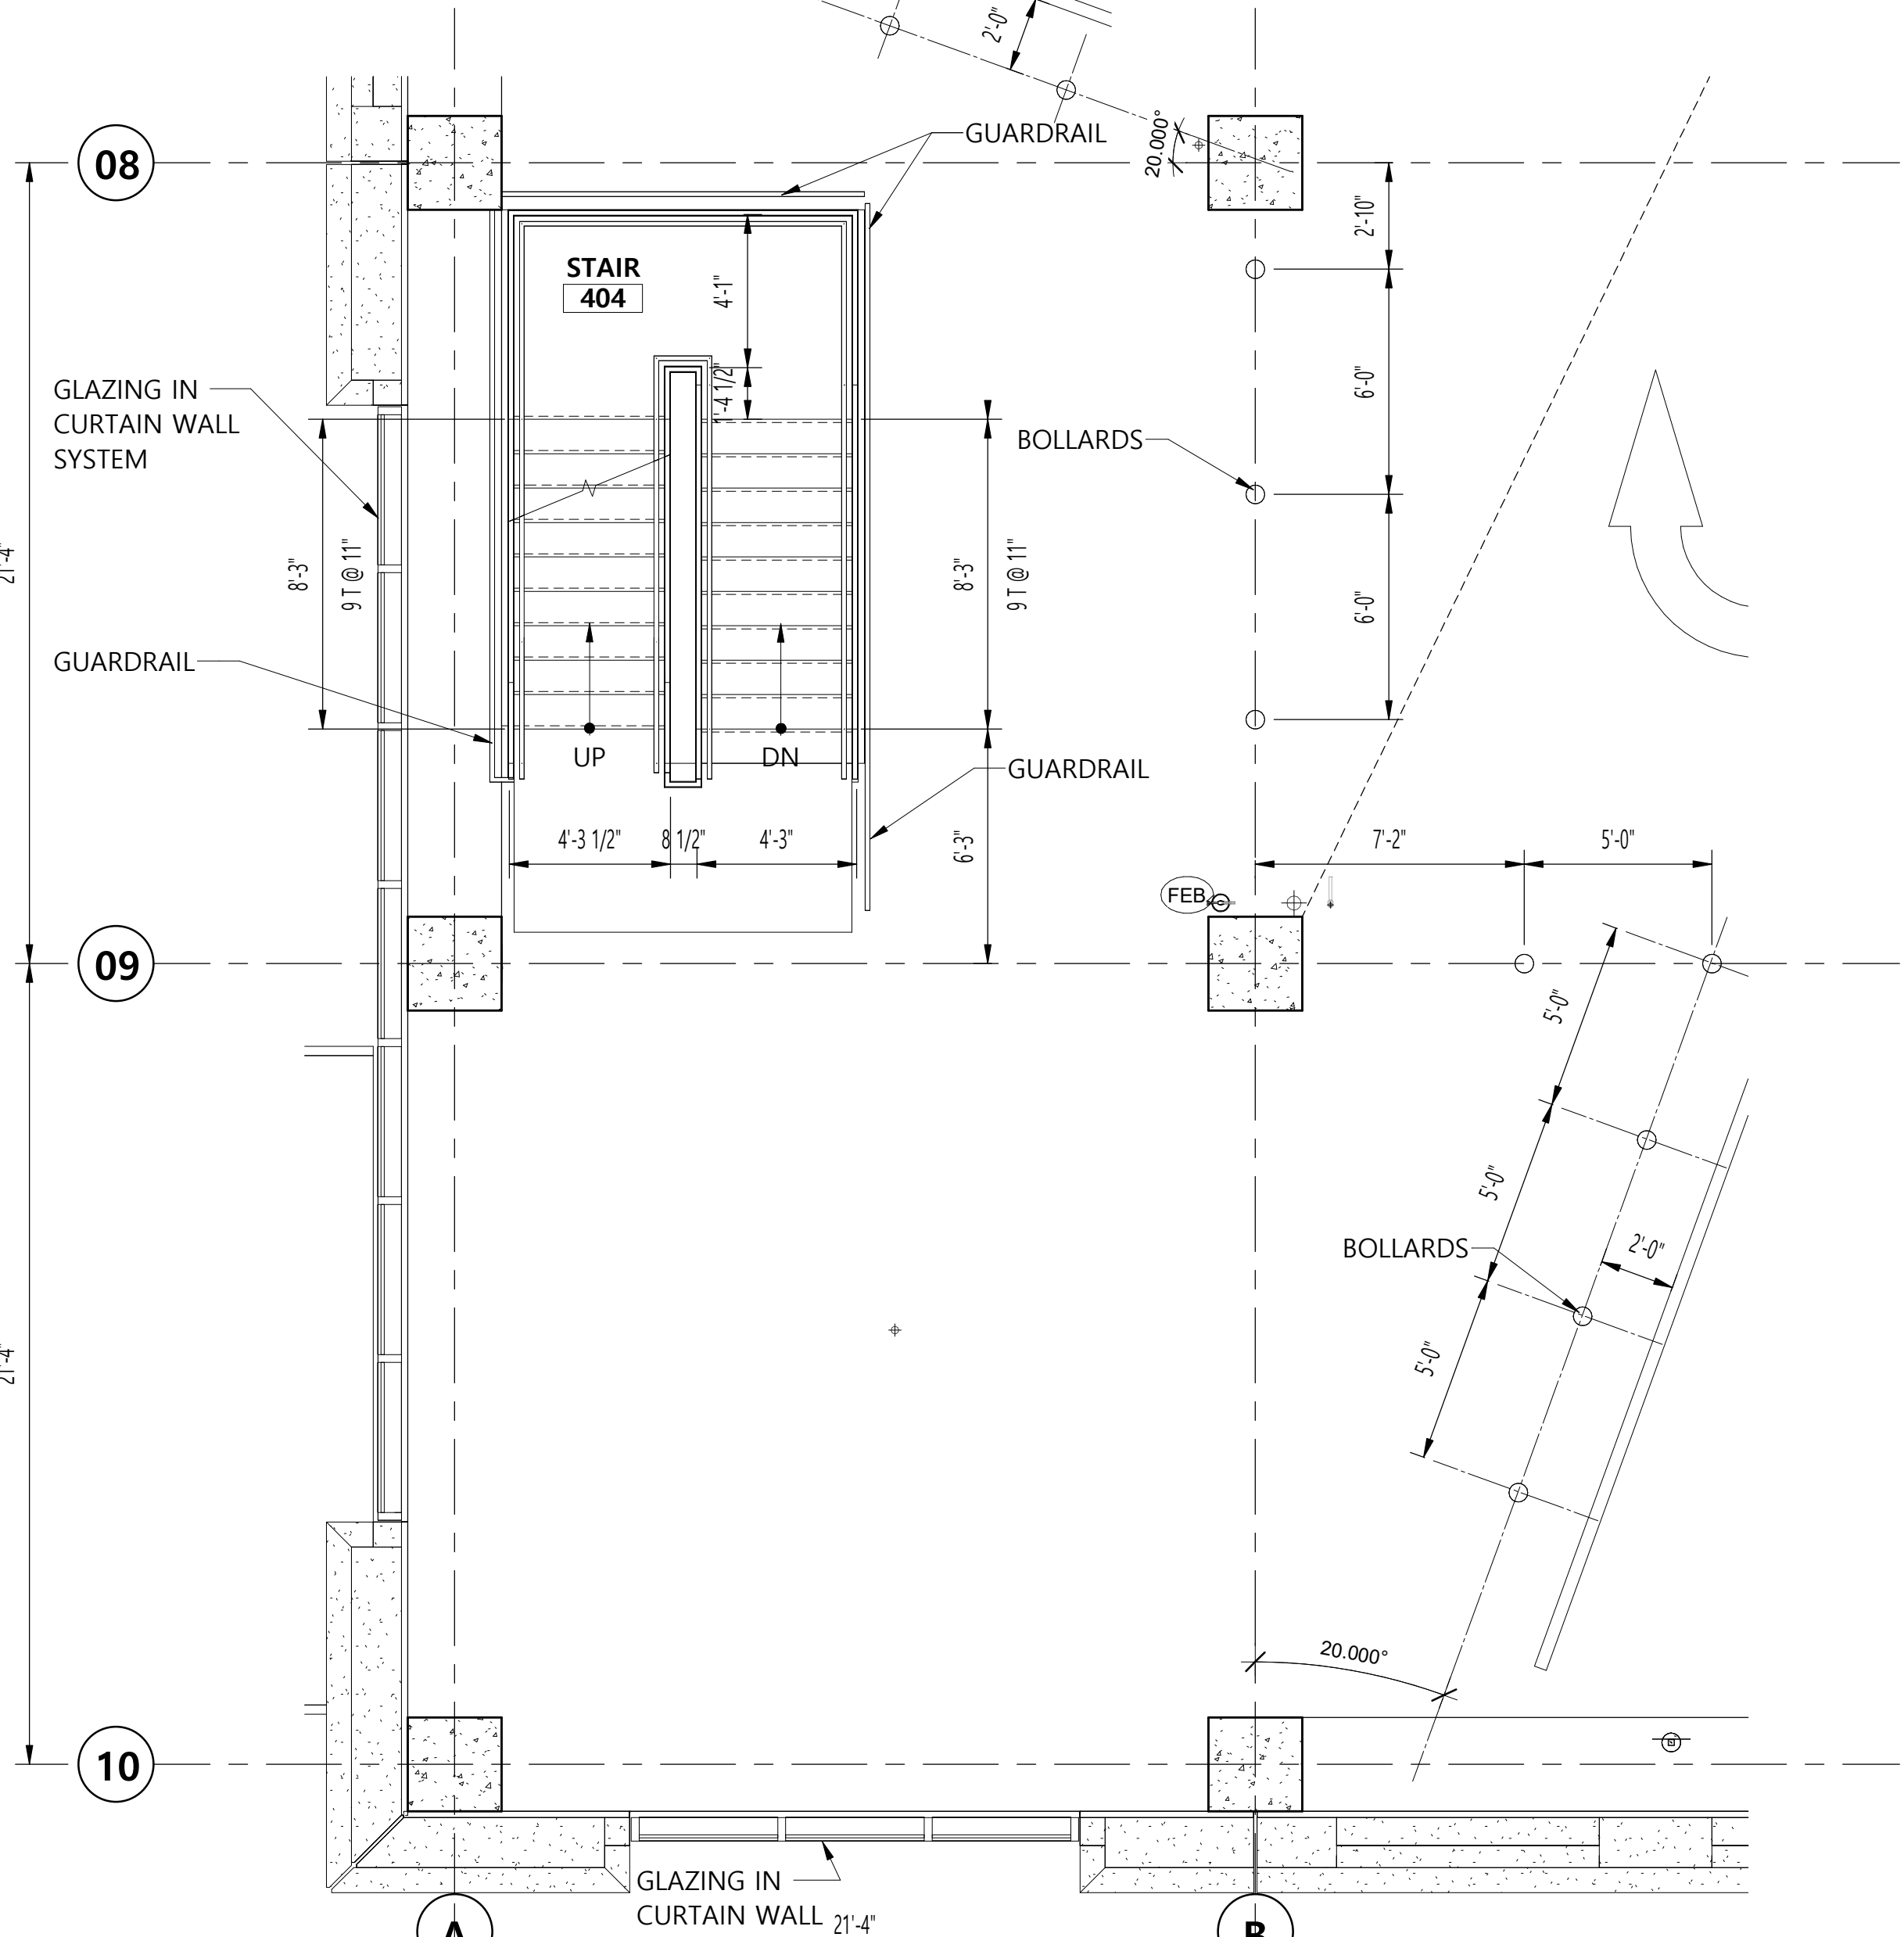 2'-0"
08
GUARDRAIL
20.000°
2'-10"
STAIR
404
4'-1"
GLAZING IN
CURTAIN WALL
SYSTEM
1'-4 1/2"
6'-0"
BOLLARDS
21'-4"
8'-3"
9 T @ 11"
8'-3"
9 T @ 11"
6'-0"
GUARDRAIL
UP
DN
GUARDRAIL
4'-3 1/2"
8 1/2"
4'-3"
6'-3"
7'-2"
5'-0"
FEB
09
5'-0"
5'-0"
BOLLARDS
2'-0"
21'-4"
5'-0"
20.000°
10
GLAZING IN
CURTAIN WALL
21'-4"
A
B